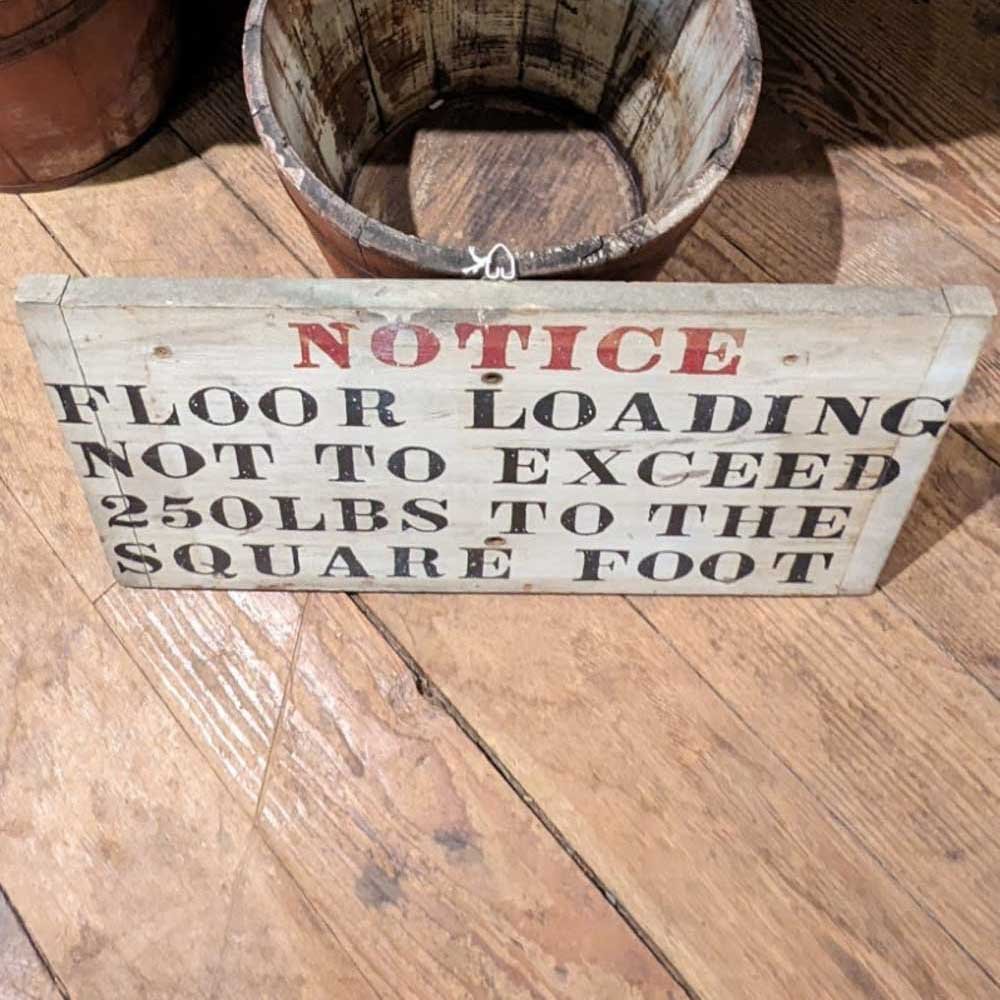 NOTICE
FLOOR LOADING
NOT TO EXCEED
250LBS TO THE
SQUARE FOOT